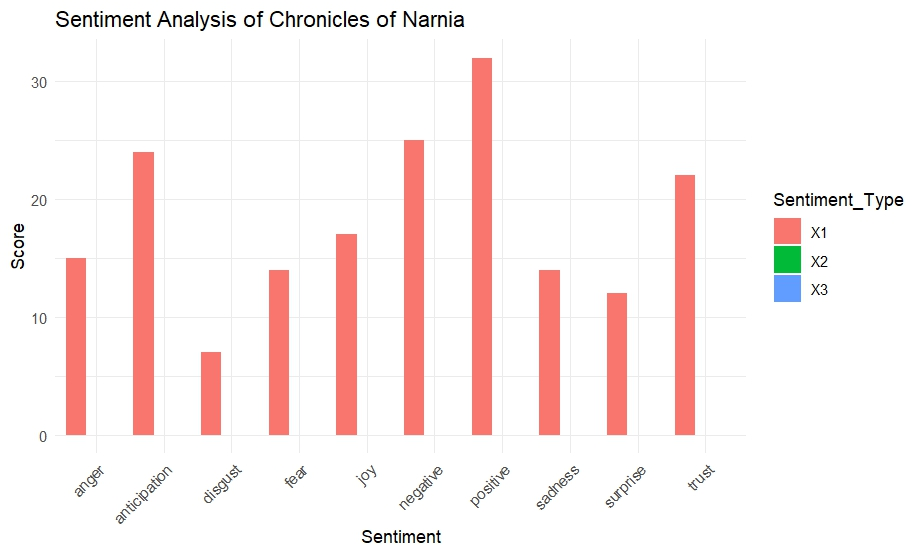 Sentiment Analysis of Chronicles of Narnia
30
20
10
0
Score
anger
anticipation
disgust
fear
joy
negative
positive
sadness
surprise
trust
Sentiment
Sentiment_Type
X1
X2
X3